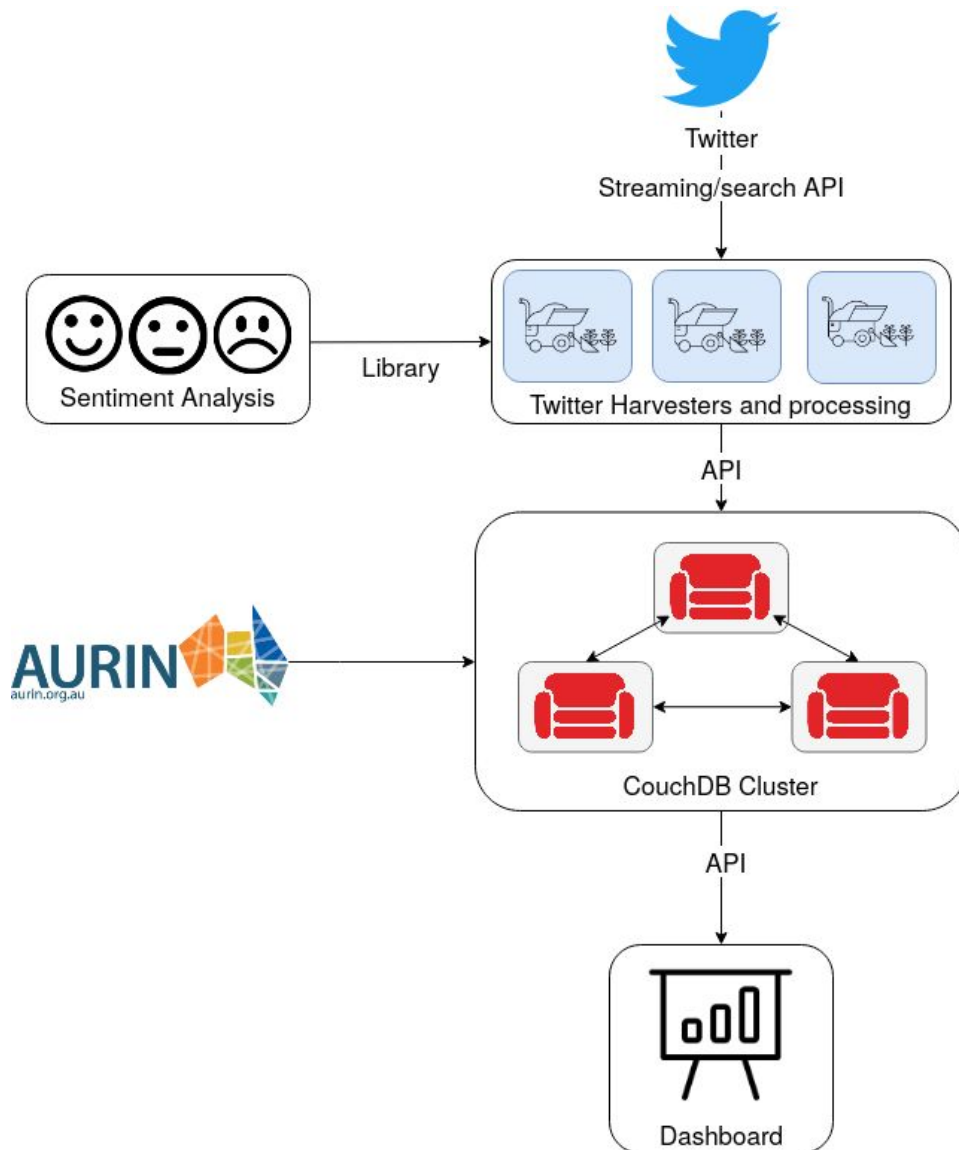 Twitter
Streaming/search API
Sentiment Analysis
Library
Twitter Harvesters and processing
API
AURIN
aurin.org.au
CouchDB Cluster
API
Dashboard